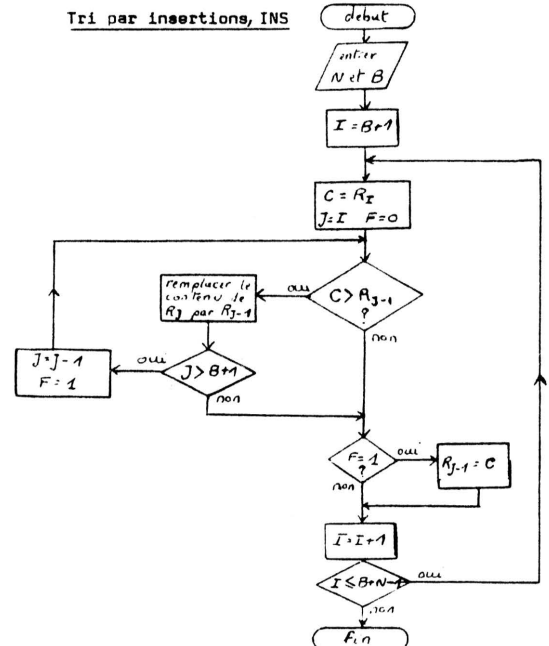 Tri par insertions, INS
début
entier
N et B
I = B+1
C = R_I
J=I F=0
C > R_J-1
?
oui
non
remplacer le
contenu de
R_J par R_J-1
J > B+1
oui
non
J=J-1
F=1
F=1
?
oui
non
R_J-1 = C
I=I+1
I ≤ B+N-1
oui
non
fin